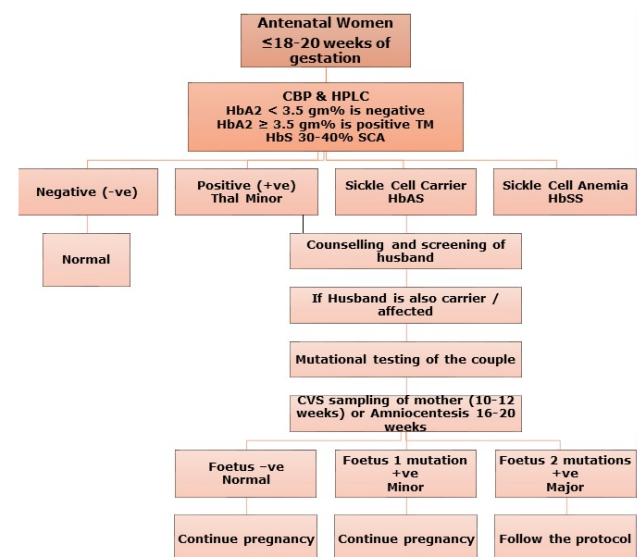 Antenatal Women
≤18-20 weeks of
gestation
CBP & HPLC
HbA2 < 3.5 gm% is negative
HbA2 ≥ 3.5 gm% is positive TM
HbS 30-40% SCA
Negative (-ve)
Positive (+ve)
Thal Minor
Sickle Cell Carrier
HbAS
Sickle Cell Anemia
HbSS
Normal
Counselling and screening of
husband
If Husband is also carrier /
affected
Mutational testing of the couple
CVS sampling of mother (10-12
weeks) or Amniocentesis 16-20
weeks
Foetus –ve
Normal
Foetus 1 mutation
+ve
Minor
Foetus 2 mutations
+ve
Major
Continue pregnancy
Continue pregnancy
Follow the protocol